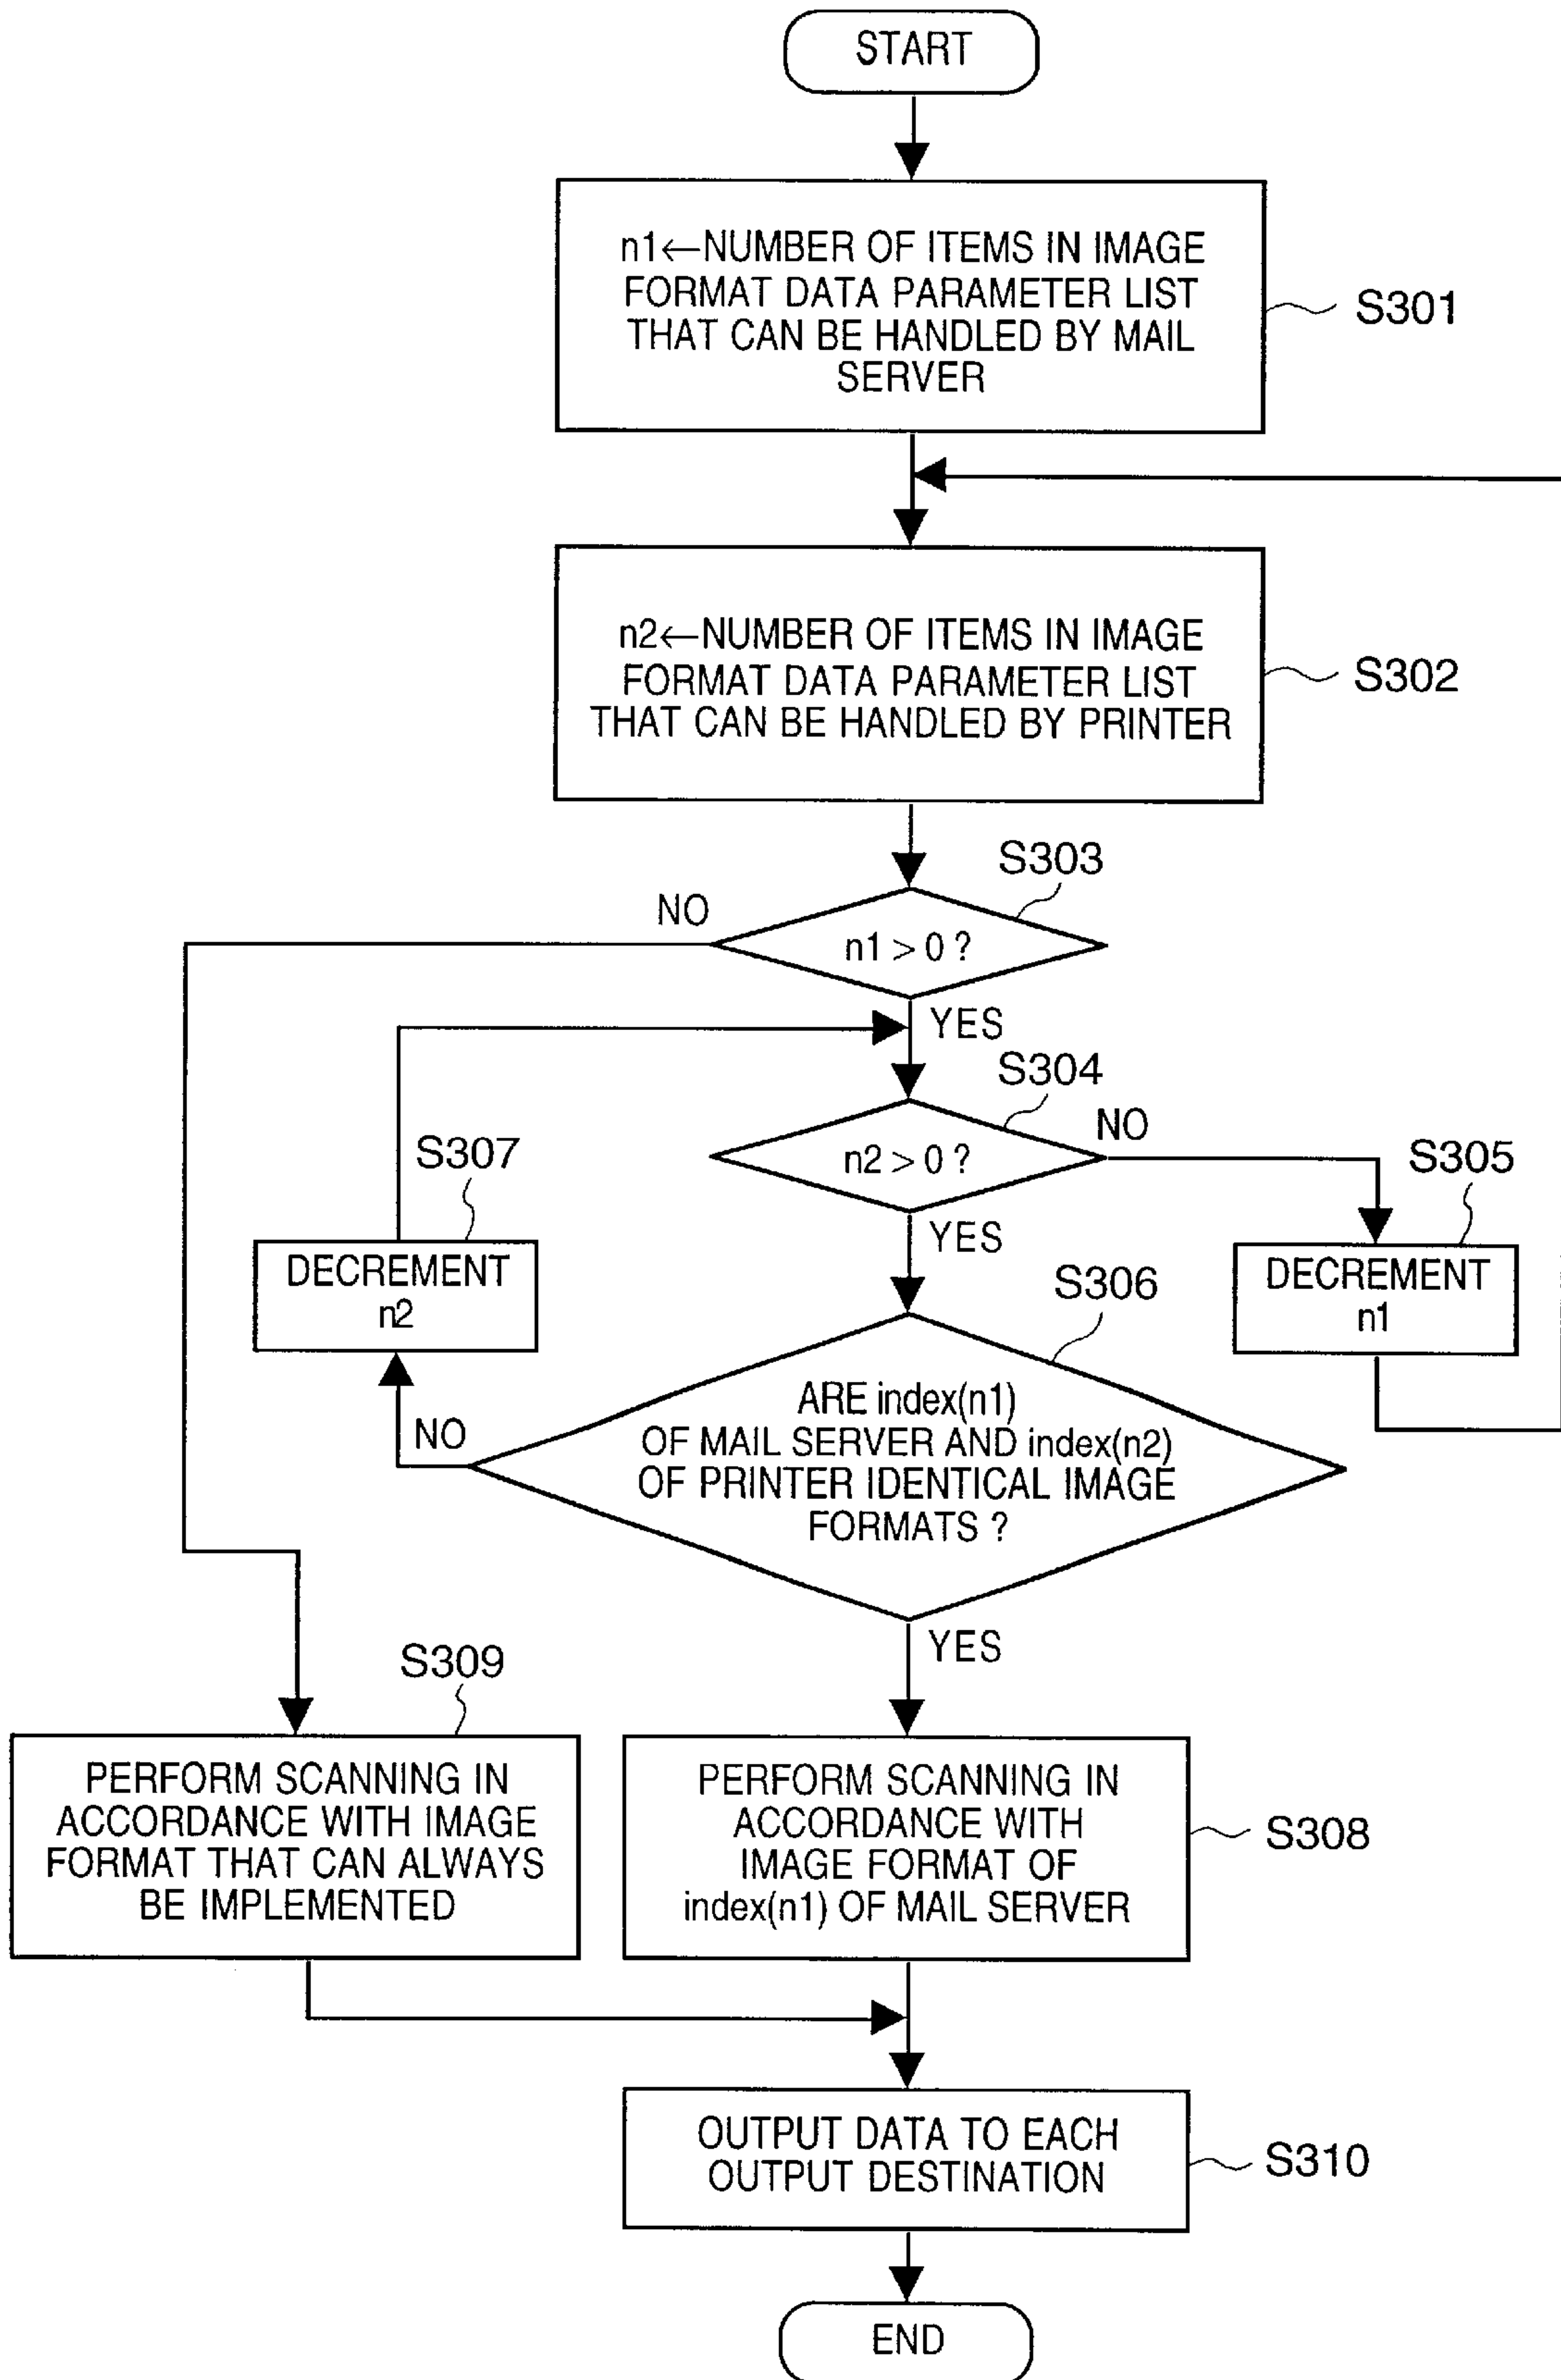 START
n1←NUMBER OF ITEMS IN IMAGE
FORMAT DATA PARAMETER LIST
THAT CAN BE HANDLED BY MAIL
SERVER
S301
n2←NUMBER OF ITEMS IN IMAGE
FORMAT DATA PARAMETER LIST
THAT CAN BE HANDLED BY PRINTER
S302
S303
NO
n1 > 0 ?
YES
S304
NO
n2 > 0 ?
YES
S307
DECREMENT
n2
S305
DECREMENT
n1
S306
ARE index(n1)
OF MAIL SERVER AND index(n2)
OF PRINTER IDENTICAL IMAGE
FORMATS ?
NO
YES
S309
PERFORM SCANNING IN
ACCORDANCE WITH IMAGE
FORMAT THAT CAN ALWAYS
BE IMPLEMENTED
PERFORM SCANNING IN
ACCORDANCE WITH
IMAGE FORMAT OF
index(n1) OF MAIL SERVER
S308
OUTPUT DATA TO EACH
OUTPUT DESTINATION
S310
END